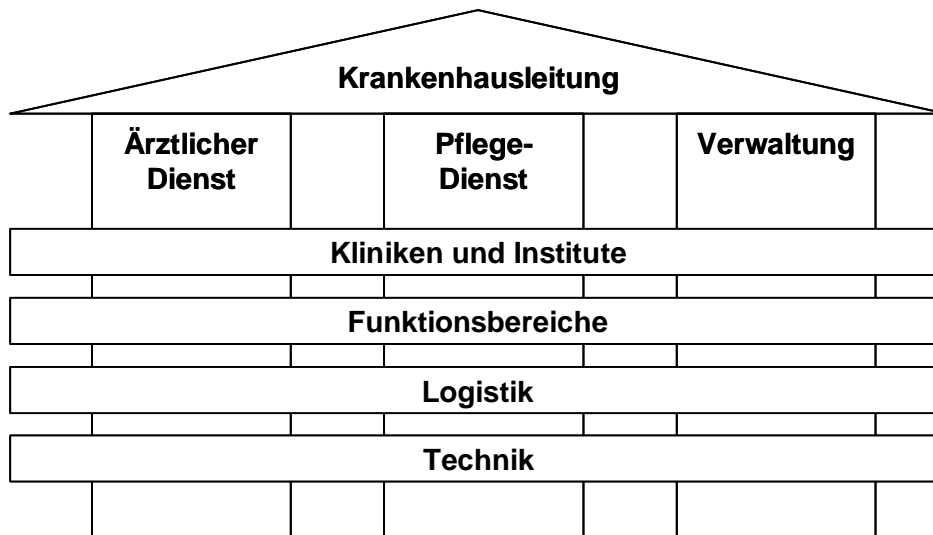 Krankenhausleitung
Ärztlicher
Dienst
Pflege-
Dienst
Verwaltung
Kliniken und Institute
Funktionsbereiche
Logistik
Technik